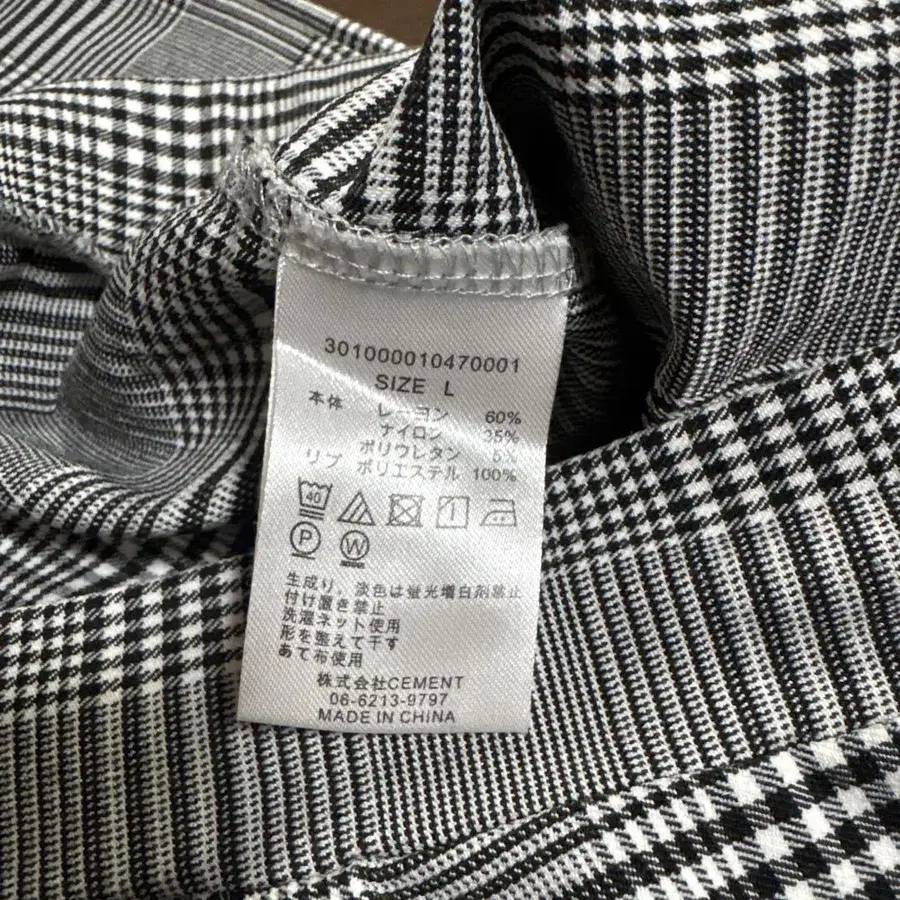 301000010470001
SIZE L
本体 レーヨン 60%
ナイロン 35%
ポリウレタン 5%
リブ ポリエステル 100%
40
P
W
生成り、淡色は蛍光増白剤禁止
付け置き禁止
洗濯ネット使用
形を整えて干す
あて布使用
株式会社CEMENT
06-6213-9797
MADE IN CHINA